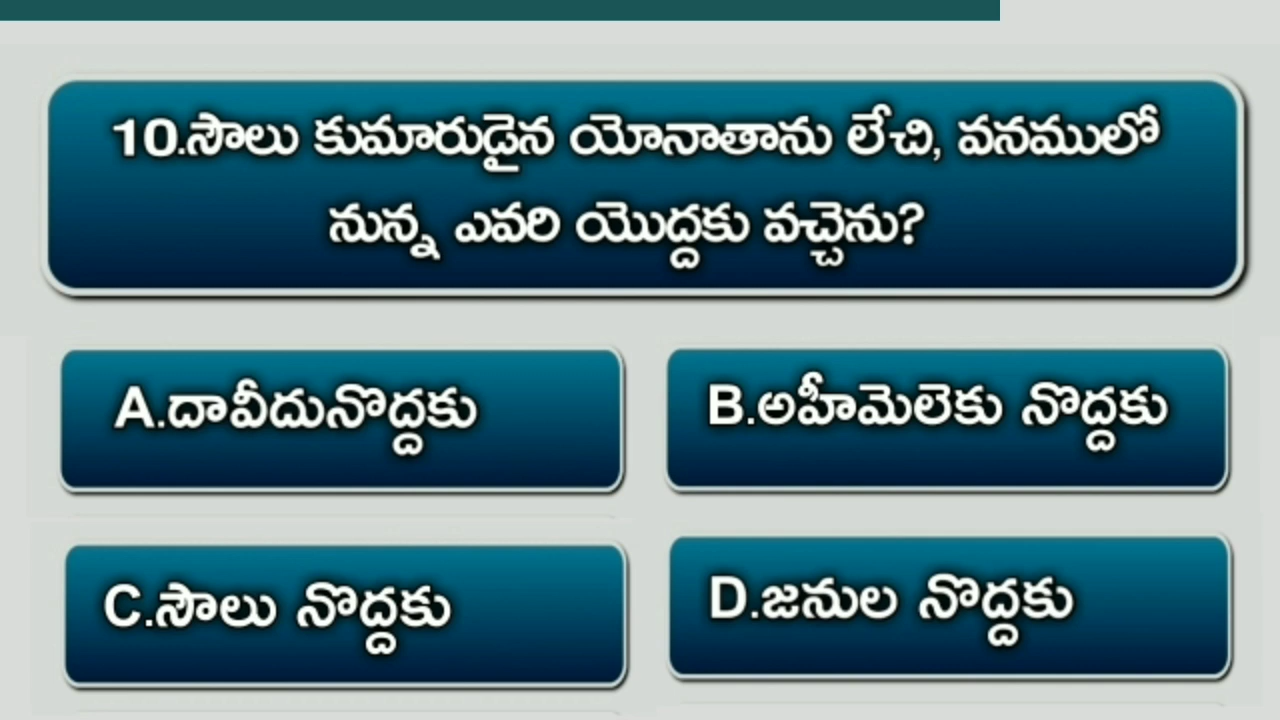 10.సౌలు కుమారుడైన యోనాతాను లేచి, వనములో
నున్న ఎవరి యొద్దకు వచ్చెను?
A.దావీదునొద్దకు
B.అహీమెలెకు నొద్దకు
C.సౌలు నొద్దకు
D.జనుల నొద్దకు